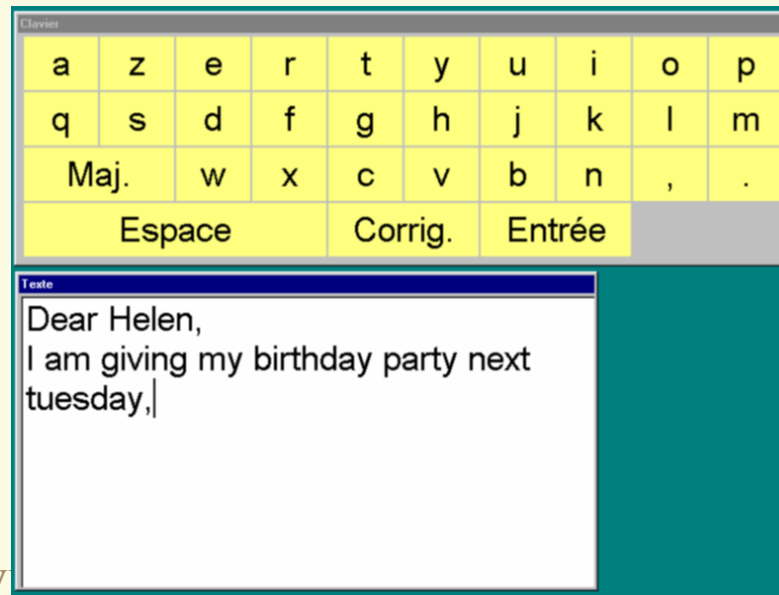 Clavier
a z e r t y u i o p
q s d f g h j k l m
Maj. w x c v b n , .
Espace Corrig. Entrée
Texte
Dear Helen,
I am giving my birthday party next
tuesday,